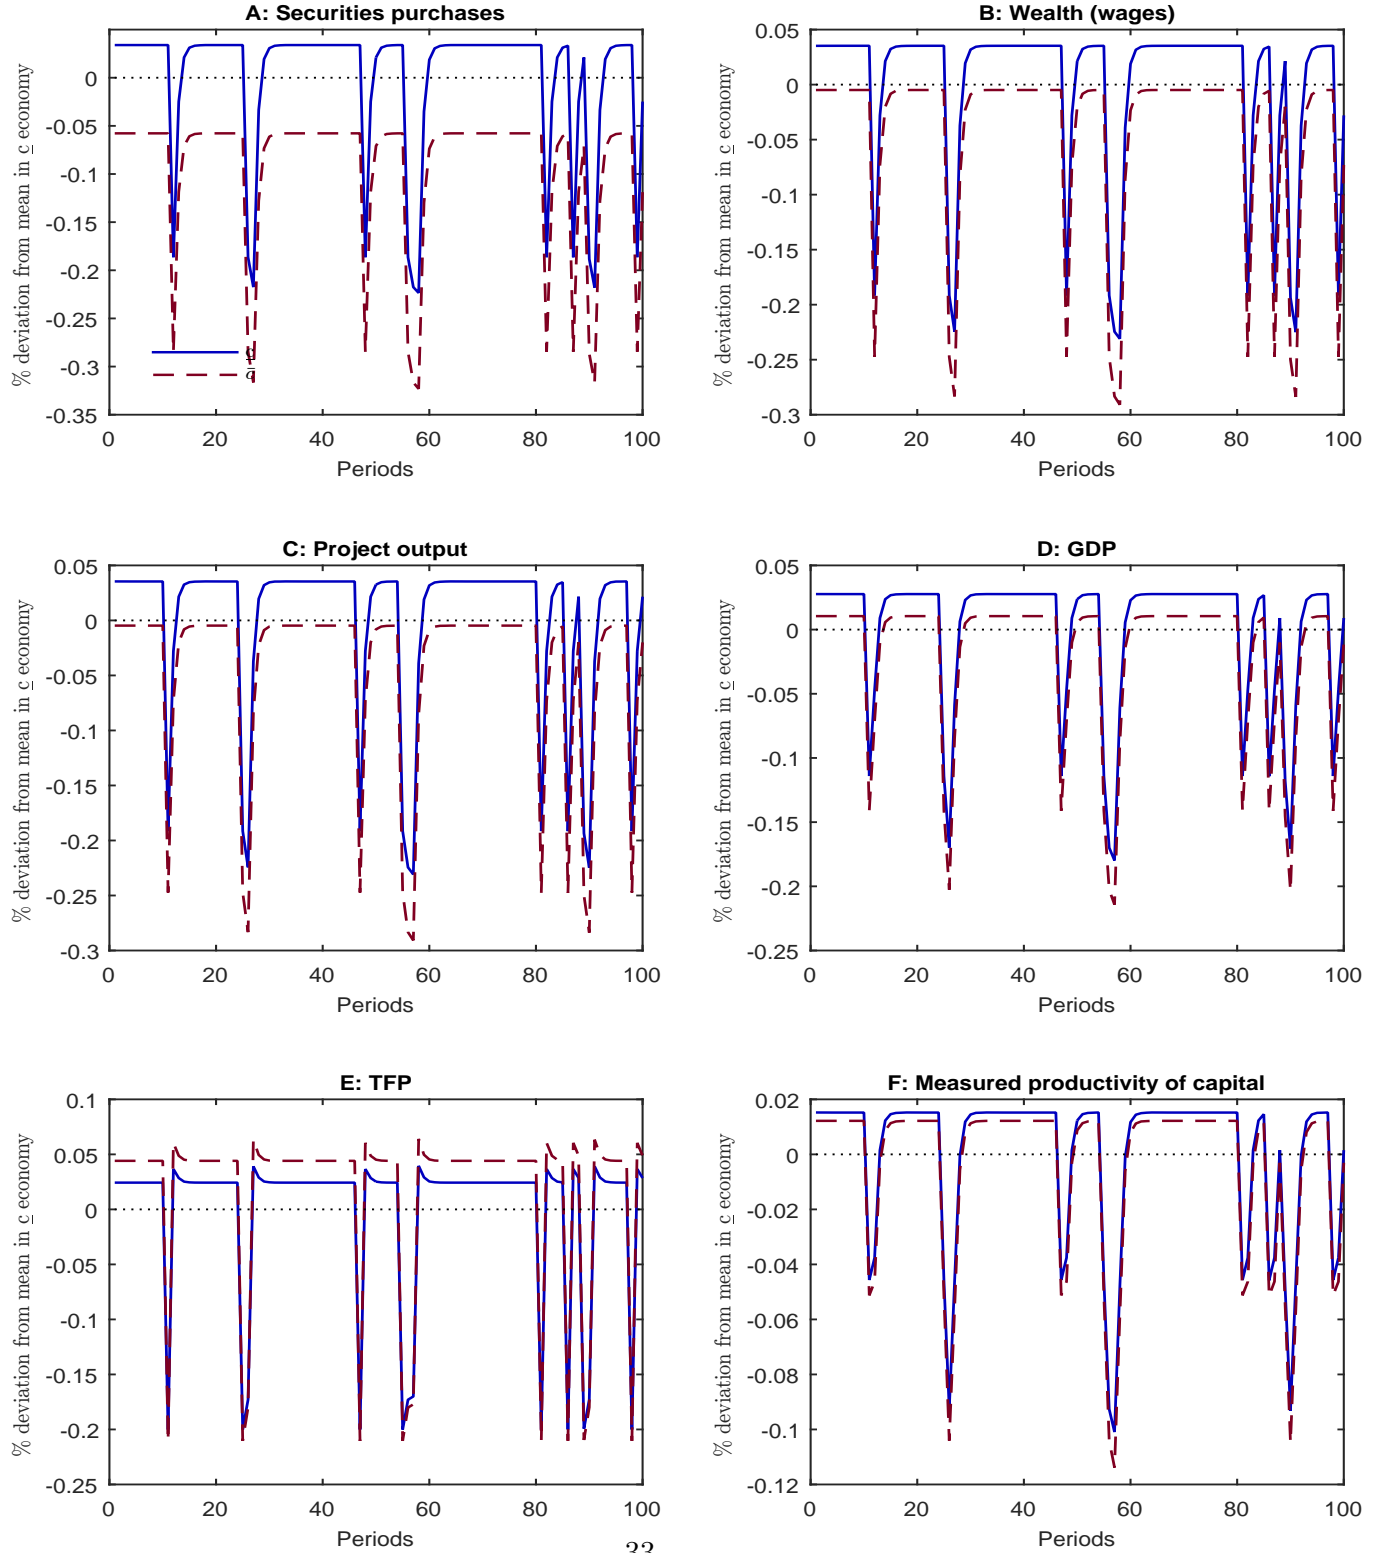 A: Securities purchases
% deviation from mean in c economy
0
-0.05
-0.1
-0.15
-0.2
-0.25
-0.3
-0.35
0 20 40 60 80 100
Periods
B: Wealth (wages)
% deviation from mean in c economy
0.05
0
-0.05
-0.1
-0.15
-0.2
-0.25
-0.3
0 20 40 60 80 100
Periods
C: Project output
% deviation from mean in c economy
0.05
0
-0.05
-0.1
-0.15
-0.2
-0.25
-0.3
0 20 40 60 80 100
Periods
D: GDP
% deviation from mean in c economy
0.05
0
-0.05
-0.1
-0.15
-0.2
-0.25
0 20 40 60 80 100
Periods
E: TFP
% deviation from mean in c economy
0.1
0.05
0
-0.05
-0.1
-0.15
-0.2
-0.25
0 20 40 60 80 100
Periods
F: Measured productivity of capital
% deviation from mean in c economy
0.02
0
-0.02
-0.04
-0.06
-0.08
-0.1
-0.12
0 20 40 60 80 100
Periods
33